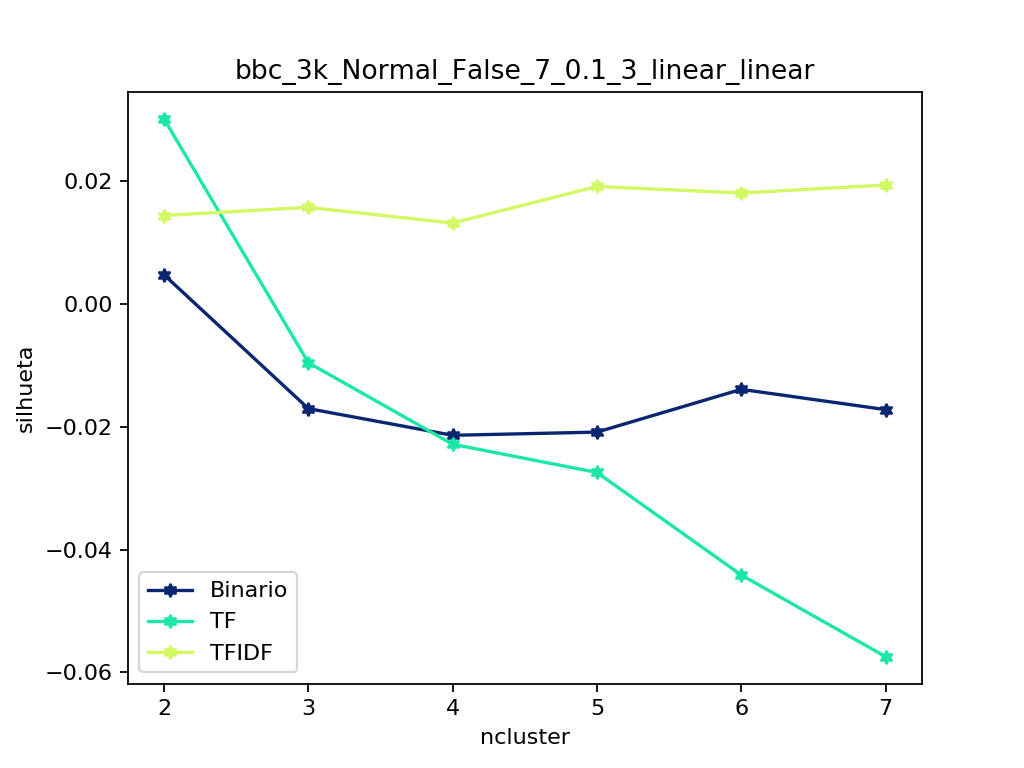 bbc_3k_Normal_False_7_0.1_3_linear_linear
0.02
0.00
−0.02
−0.04
−0.06
silhueta
Binario
TF
TFIDF
2 3 4 5 6 7
ncluster